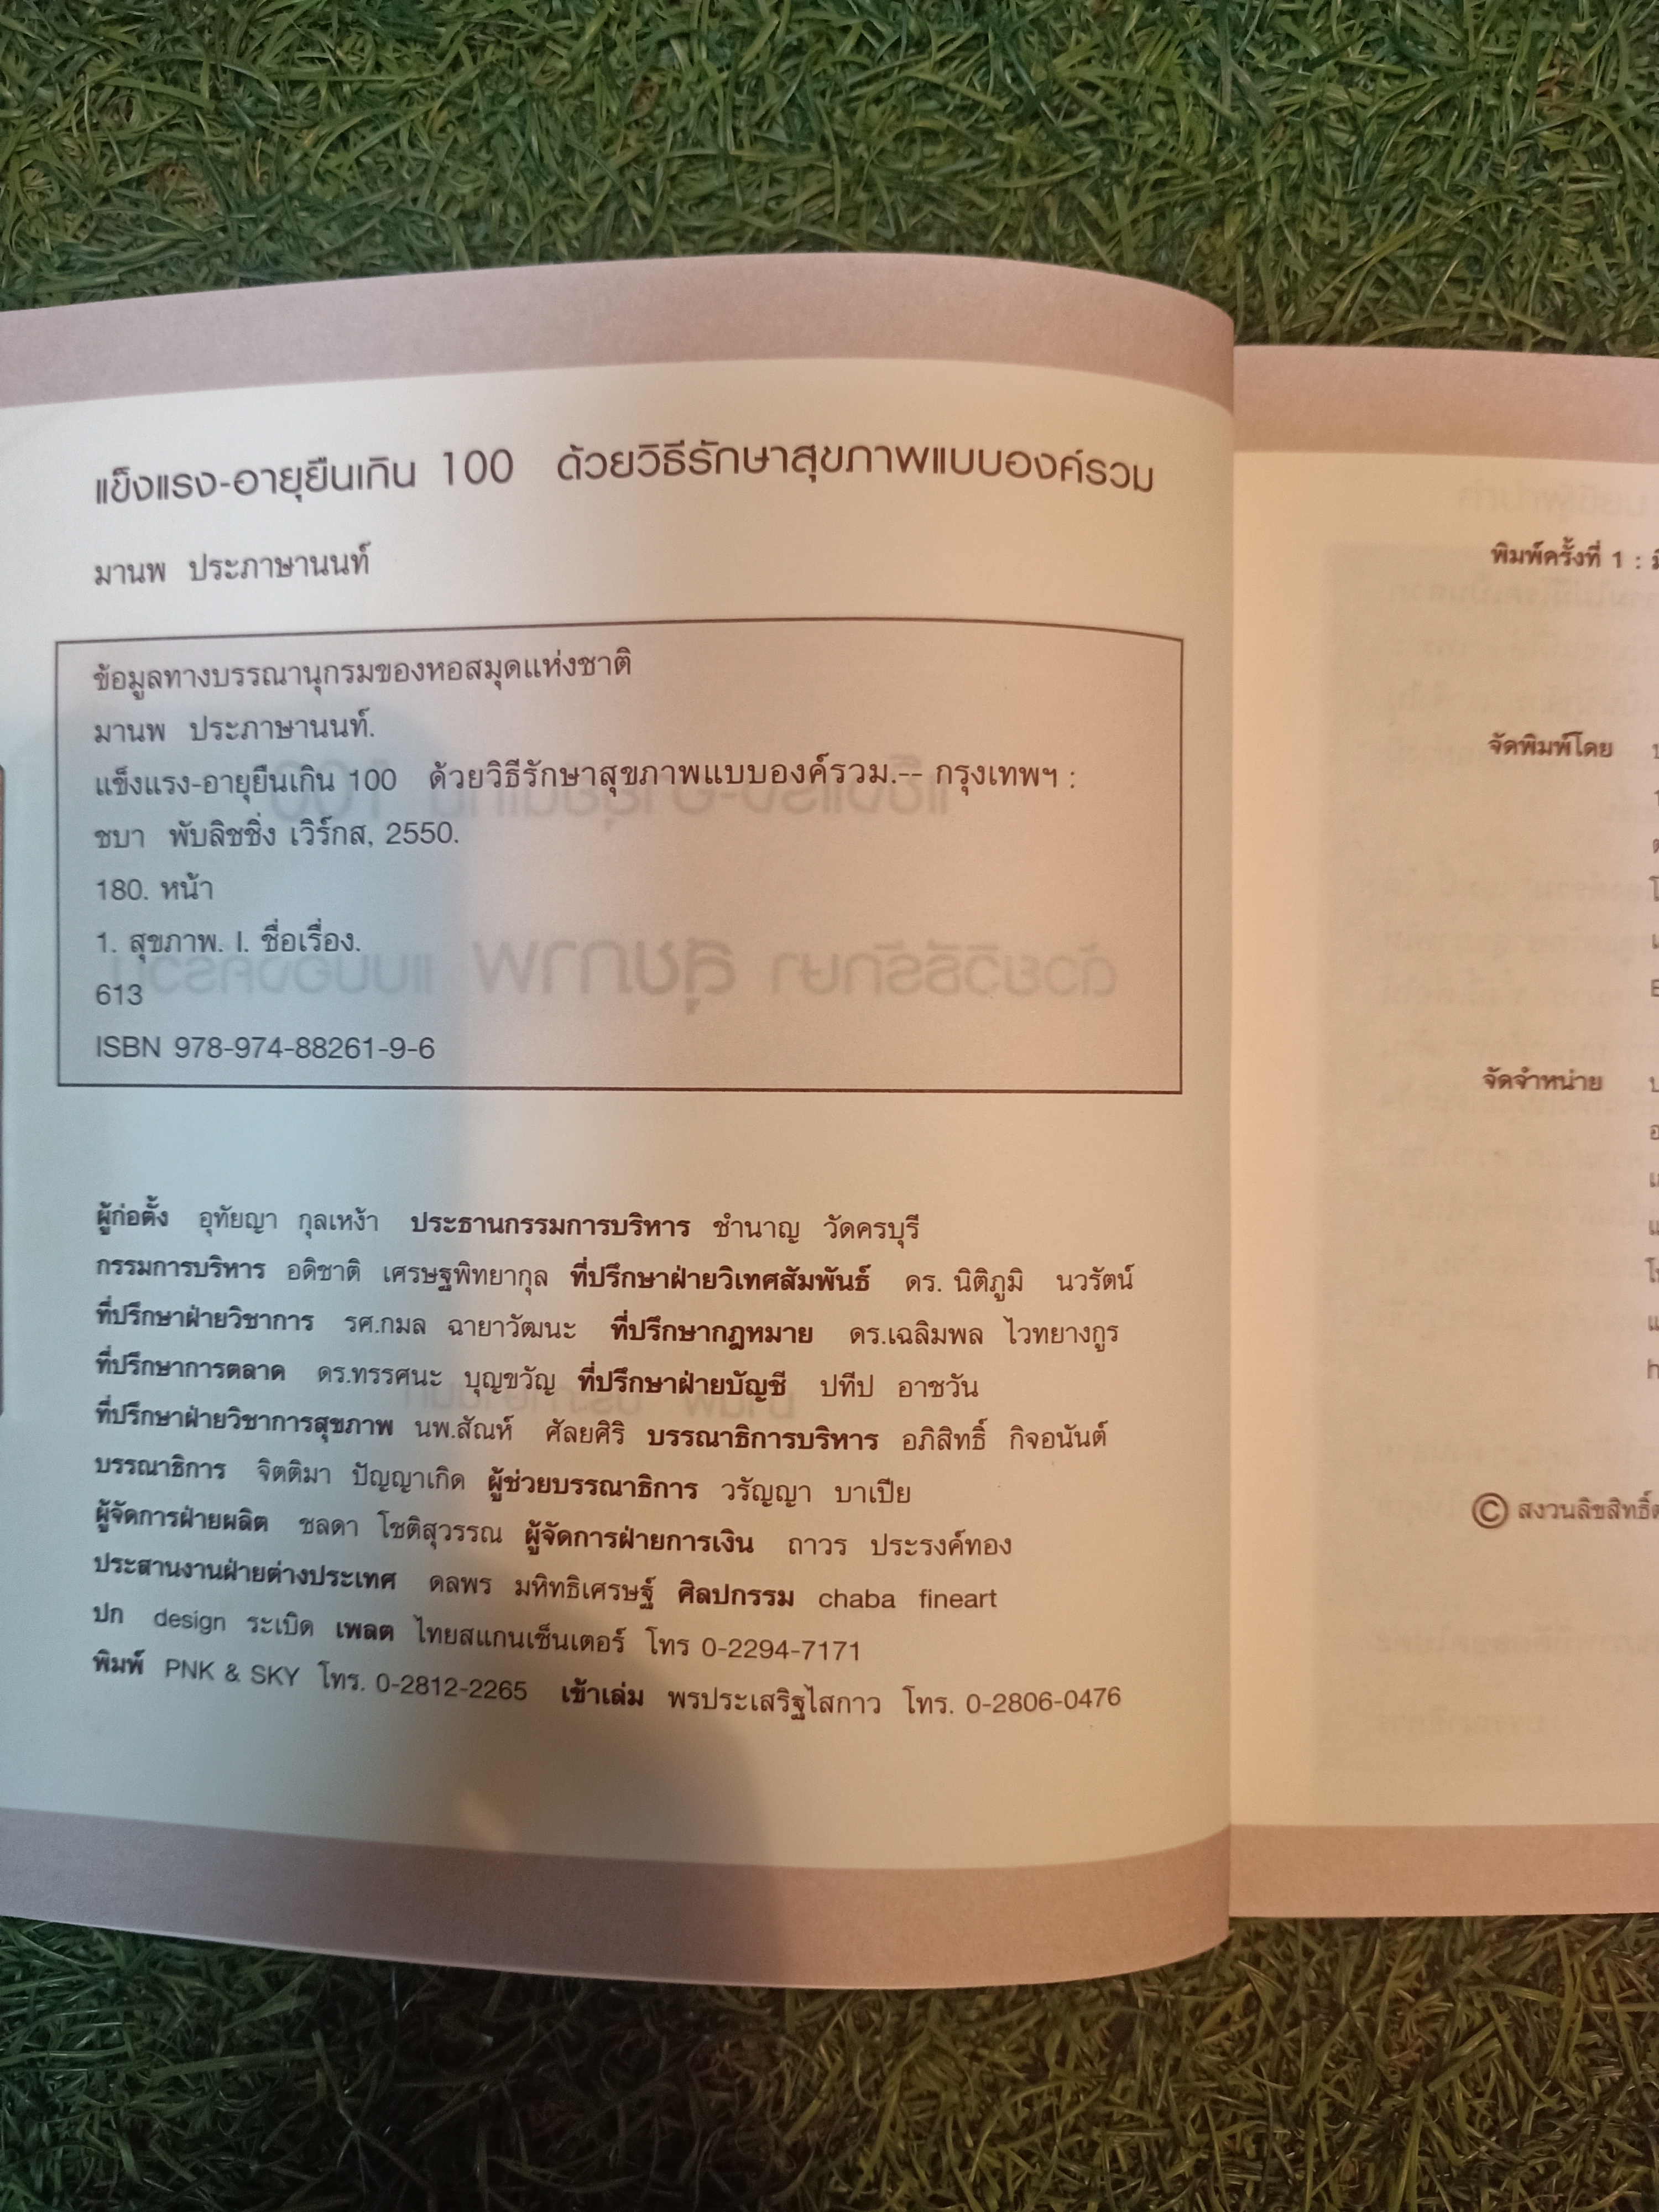 แข็งแรง-อายุยืนเกิน 100 ด้วยวิธีรักษาสุขภาพแบบองค์รวม
มานพ ประภาษานนท์
ข้อมูลทางบรรณานุกรมของหอสมุดแห่งชาติ
มานพ ประภาษานนท์.
แข็งแรง-อายุยืนเกิน 100 ด้วยวิธีรักษาสุขภาพแบบองค์รวม.-- กรุงเทพฯ :
ชบา พับลิชชิ่ง เวิร์กส, 2550.
180. หน้า
1. สุขภาพ. I. ชื่อเรื่อง.
613
ISBN 978-974-88261-9-6
ผู้ก่อตั้ง อุทัยญา กุลเหง้า ประธานกรรมการบริหาร ชำนาญ วัดครบุรี
กรรมการบริหาร อดิชาติ เศรษฐพิทยากุล ที่ปรึกษาฝ่ายวิเทศสัมพันธ์ ดร. นิติภูมิ นวรัตน์
ที่ปรึกษาฝ่ายวิชาการ รศ.กมล ฉายาวัฒนะ ที่ปรึกษากฎหมาย ดร.เฉลิมพล ไวทยางกูร
ที่ปรึกษาการตลาด ดร.ทรรศนะ บุญขวัญ ที่ปรึกษาฝ่ายบัญชี ปทีป อาชวัน
ที่ปรึกษาฝ่ายวิชาการสุขภาพ นพ.สัณห์ ศัลยศิริ บรรณาธิการบริหาร อภิสิทธิ์ กิจอนันต์
บรรณาธิการ จิตติมา ปัญญาเกิด ผู้ช่วยบรรณาธิการ วรัญญา บาเปีย
ผู้จัดการฝ่ายผลิต ชลดา โชติสุวรรณ ผู้จัดการฝ่ายการเงิน ถาวร ประรงค์ทอง
ประสานงานฝ่ายต่างประเทศ ดลพร มหิทธิเศรษฐ์ ศิลปกรรม chaba fineart
ปก design ระเบิด เพลต ไทยสแกนเซ็นเตอร์ โทร 0-2294-7171
พิมพ์ PNK & SKY โทร. 0-2812-2265 เข้าเล่ม พรประเสริฐไสกาว โทร. 0-2806-0476
พิมพ์ครั้งที่ 1 :
จัดพิมพ์โดย
จัดจำหน่าย
© สงวนลิขสิทธิ์